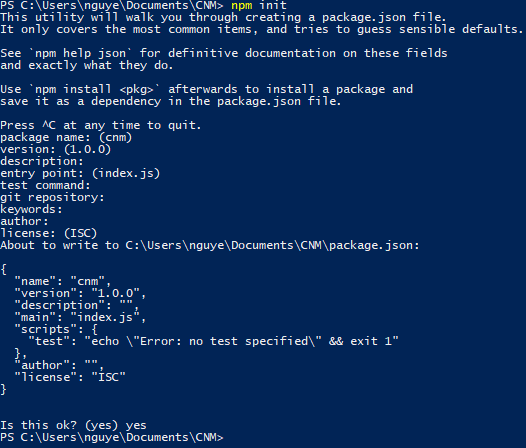 PS C:\Users\nguye\Documents\CNM> npm init
This utility will walk you through creating a package.json file.
It only covers the most common items, and tries to guess sensible defaults.
See `npm help json` for definitive documentation on these fields
and exactly what they do.
Use `npm install <pkg>` afterwards to install a package and
save it as a dependency in the package.json file.
Press ^C at any time to quit.
package name: (cnm)
version: (1.0.0)
description:
entry point: (index.js)
test command:
git repository:
keywords:
author:
license: (ISC)
About to write to C:\Users\nguye\Documents\CNM\package.json:
{
  "name": "cnm",
  "version": "1.0.0",
  "description": "",
  "main": "index.js",
  "scripts": {
    "test": "echo \"Error: no test specified\" && exit 1"
  },
  "author": "",
  "license": "ISC"
}
Is this ok? (yes) yes
PS C:\Users\nguye\Documents\CNM>